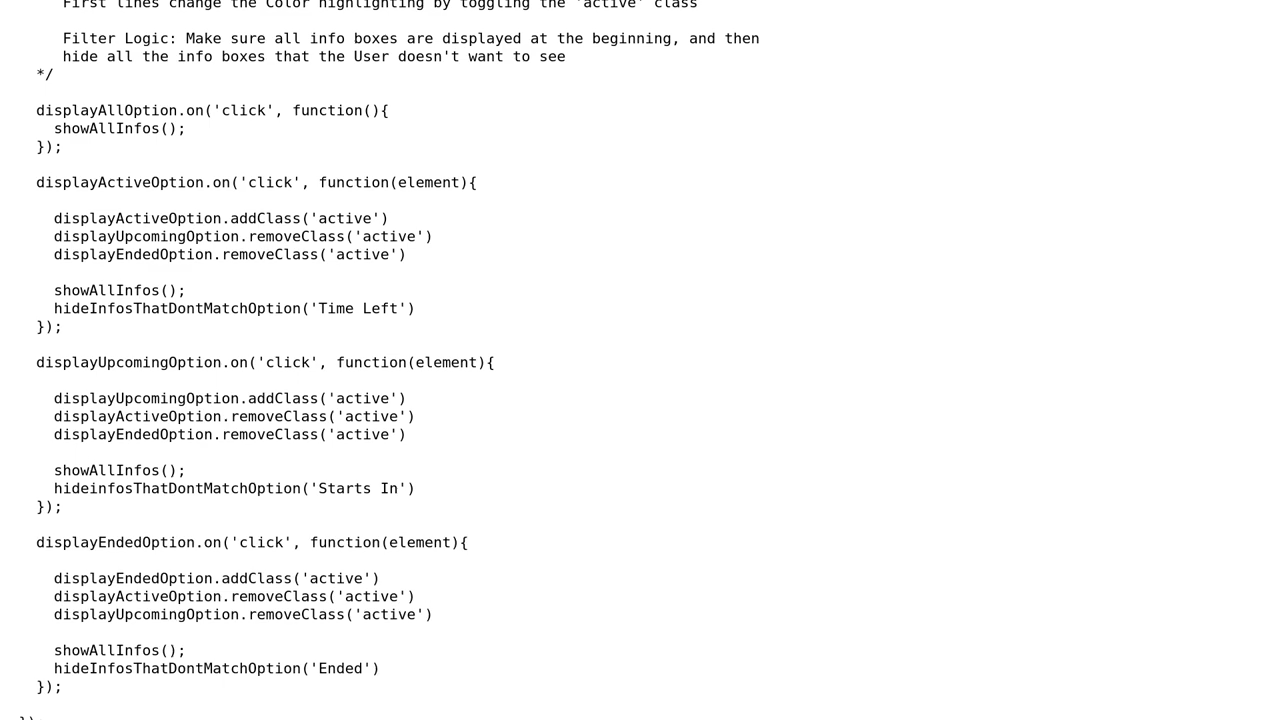 First lines change the Color highlighting by toggling the 'active' class
Filter Logic: Make sure all info boxes are displayed at the beginning, and then
hide all the info boxes that the User doesn't want to see
*/
displayAllOption.on('click', function(){
showAllInfos();
});
displayActiveOption.on('click', function(element){
displayActiveOption.addClass('active')
displayUpcomingOption.removeClass('active')
displayEndedOption.removeClass('active')
showAllInfos();
hideInfosThatDontMatchOption('Time Left')
});
displayUpcomingOption.on('click', function(element){
displayUpcomingOption.addClass('active')
displayActiveOption.removeClass('active')
displayEndedOption.removeClass('active')
showAllInfos();
hideinfosThatDontMatchOption('Starts In')
});
displayEndedOption.on('click', function(element){
displayEndedOption.addClass('active')
displayActiveOption.removeClass('active')
displayUpcomingOption.removeClass('active')
showAllInfos();
hideInfosThatDontMatchOption('Ended')
});
});